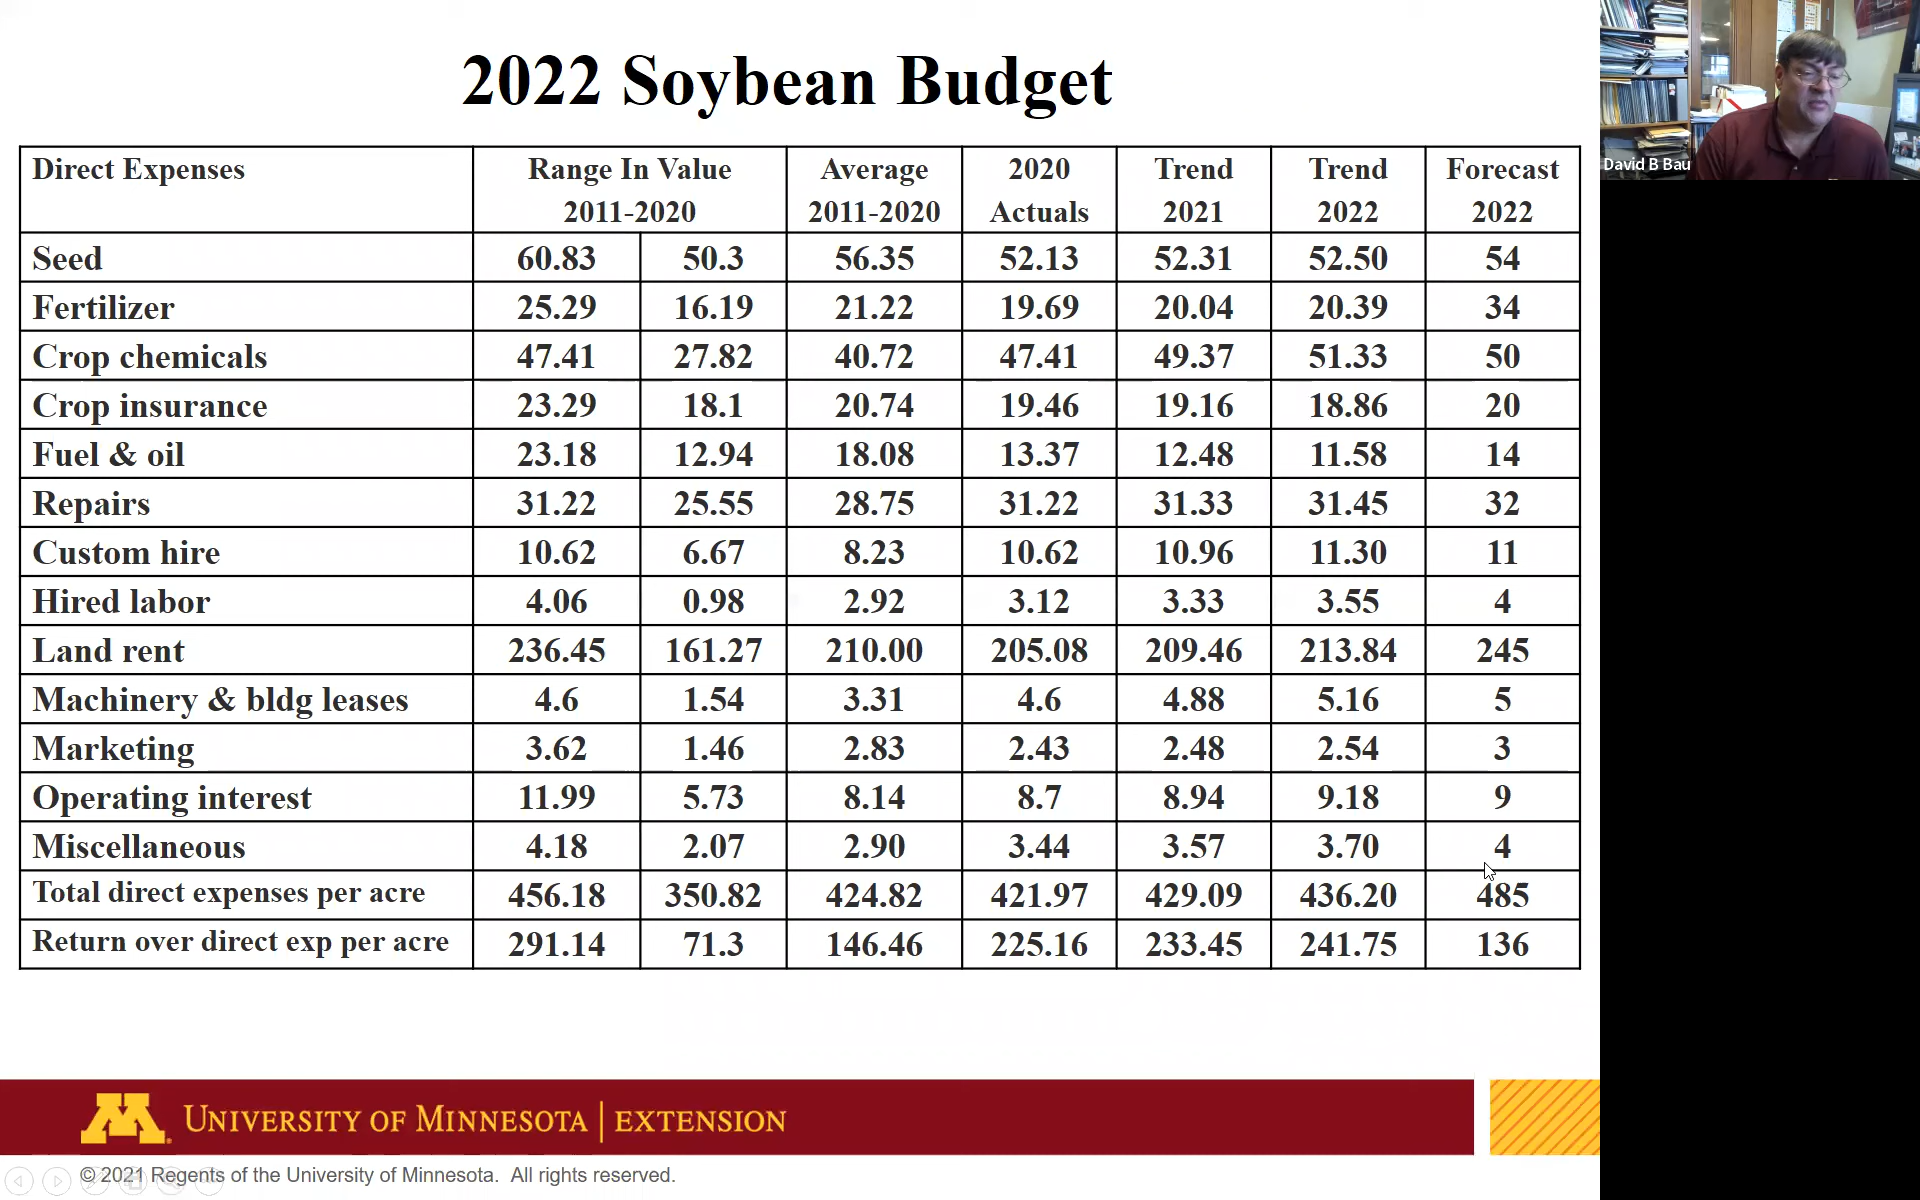 2022 Soybean Budget
David B Bau
Direct Expenses Range In Value Average 2020 Trend Trend Forecast
2011-2020 2011-2020 Actuals 2021 2022 2022
Seed 60.83 50.3 56.35 52.13 52.31 52.50 54
Fertilizer 25.29 16.19 21.22 19.69 20.04 20.39 34
Crop chemicals 47.41 27.82 40.72 47.41 49.37 51.33 50
Crop insurance 23.29 18.1 20.74 19.46 19.16 18.86 20
Fuel & oil 23.18 12.94 18.08 13.37 12.48 11.58 14
Repairs 31.22 25.55 28.75 31.22 31.33 31.45 32
Custom hire 10.62 6.67 8.23 10.62 10.96 11.30 11
Hired labor 4.06 0.98 2.92 3.12 3.33 3.55 4
Land rent 236.45 161.27 210.00 205.08 209.46 213.84 245
Machinery & bldg leases 4.6 1.54 3.31 4.6 4.88 5.16 5
Marketing 3.62 1.46 2.83 2.43 2.48 2.54 3
Operating interest 11.99 5.73 8.14 8.7 8.94 9.18 9
Miscellaneous 4.18 2.07 2.90 3.44 3.57 3.70 4
Total direct expenses per acre 456.18 350.82 424.82 421.97 429.09 436.20 485
Return over direct exp per acre 291.14 71.3 146.46 225.16 233.45 241.75 136
M UNIVERSITY OF MINNESOTA | EXTENSION
© 2021 Regents of the University of Minnesota. All rights reserved.